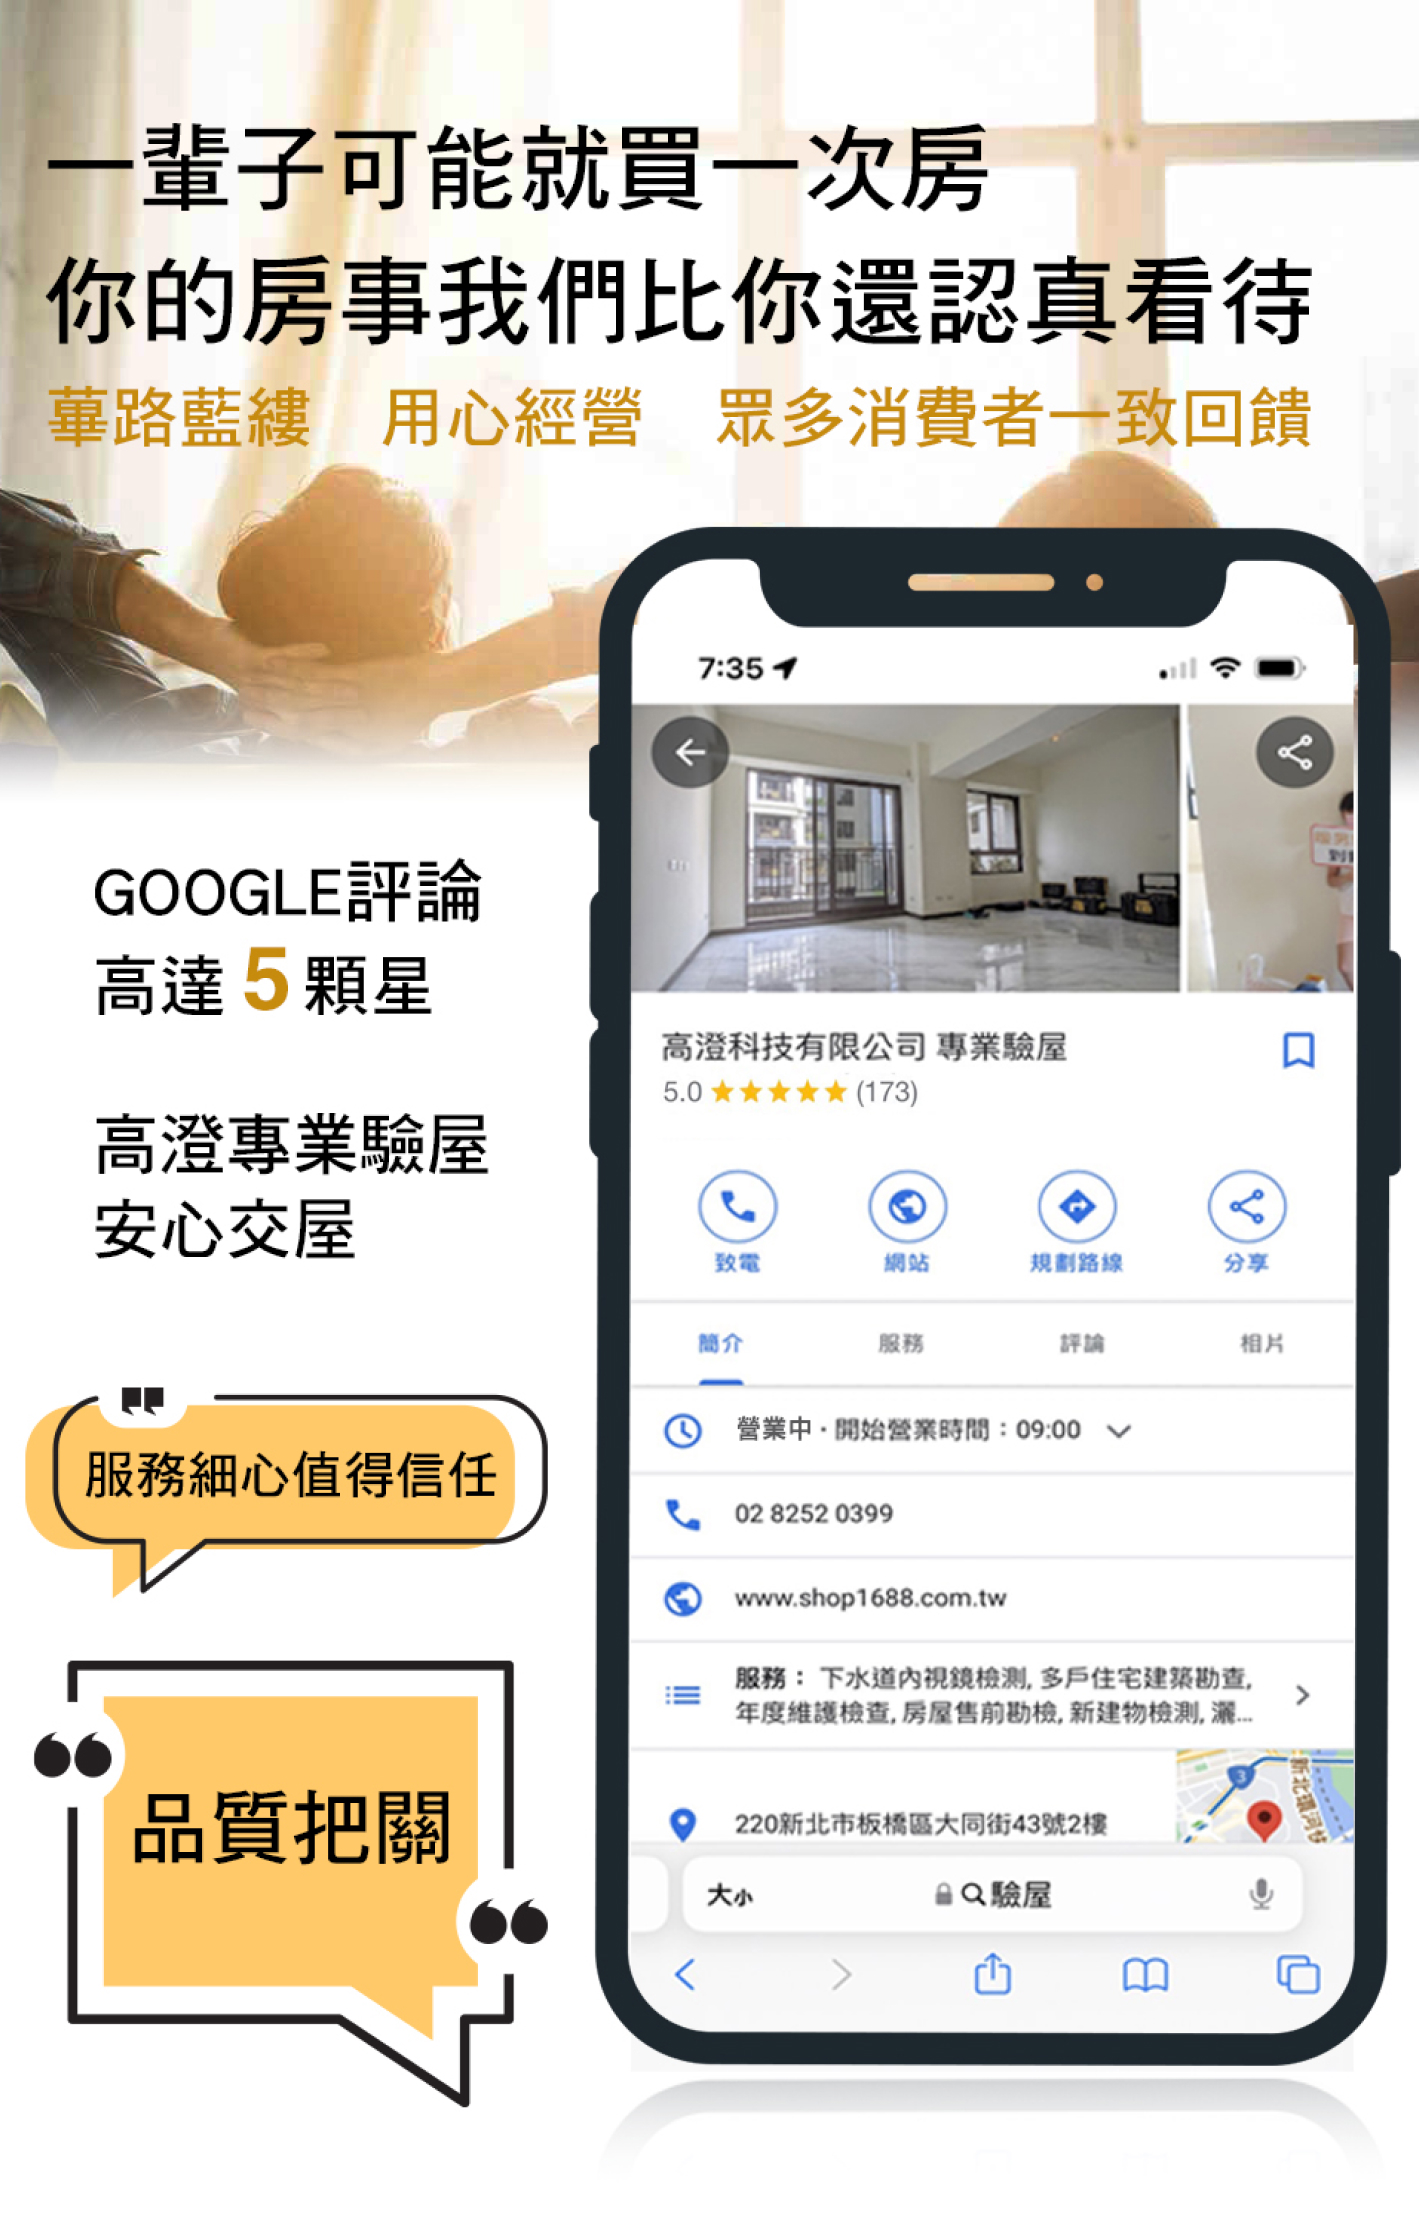 一輩子可能就買一次房
你的房事我們比你還認真看待
蓽路藍縷 用心經營 眾多消費者一致回饋
GOOGLE評論
高達5顆星
高澄專業驗屋
安心交屋
服務細心值得信任
品質把關
7:35
高澄科技有限公司 專業驗屋
5.0 ★★★★★ (173)
致電 網站 規劃路線 分享
簡介 服務 評論 相片
營業中 · 開始營業時間：09:00
02 8252 0399
www.shop1688.com.tw
服務： 下水道內視鏡檢測, 多戶住宅建築勘查,
年度維護檢查, 房屋售前勘檢, 新建物檢測, 灑...
220新北市板橋區大同街43號2樓
3
新北環河快
大小 驗屋